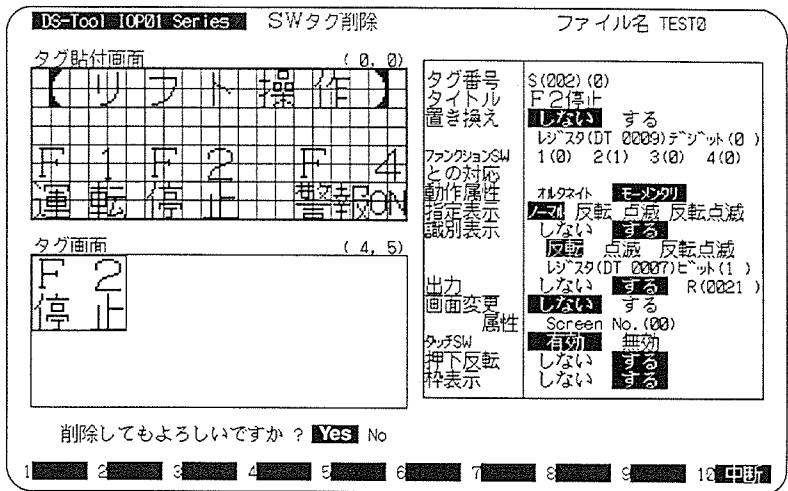 DS-Tool IOP01 Series SWタグ削除 ファイル名 TEST0
タグ貼付画面 ( 0, 0)
【リフト操作】
F1 F2 F4
運転 停止 警報ON
タグ画面 ( 4, 5)
F2
停止
タグ番号 S(002)(0)
タイトル F2停止
置き換え しない する
レジスタ(DT 0009)デジット(0 )
ファンクションSW 1(0) 2(1) 3(0) 4(0)
との対応
動作属性 オルタネイト モーメンタリ
指定表示 ノーマル 反転 点滅 反転点滅
識別表示 しない する
反転 点滅 反転点滅
レジスタ(DT 0007)ビット(1 )
出力 しない する R(0021 )
画面変更 しない する
属性 Screen No.(00)
タッチSW 有効 無効
押下反転 しない する
枠表示 しない する
削除してもよろしいですか ? Yes No
1 2 3 4 5 6 7 8 9 10 中断